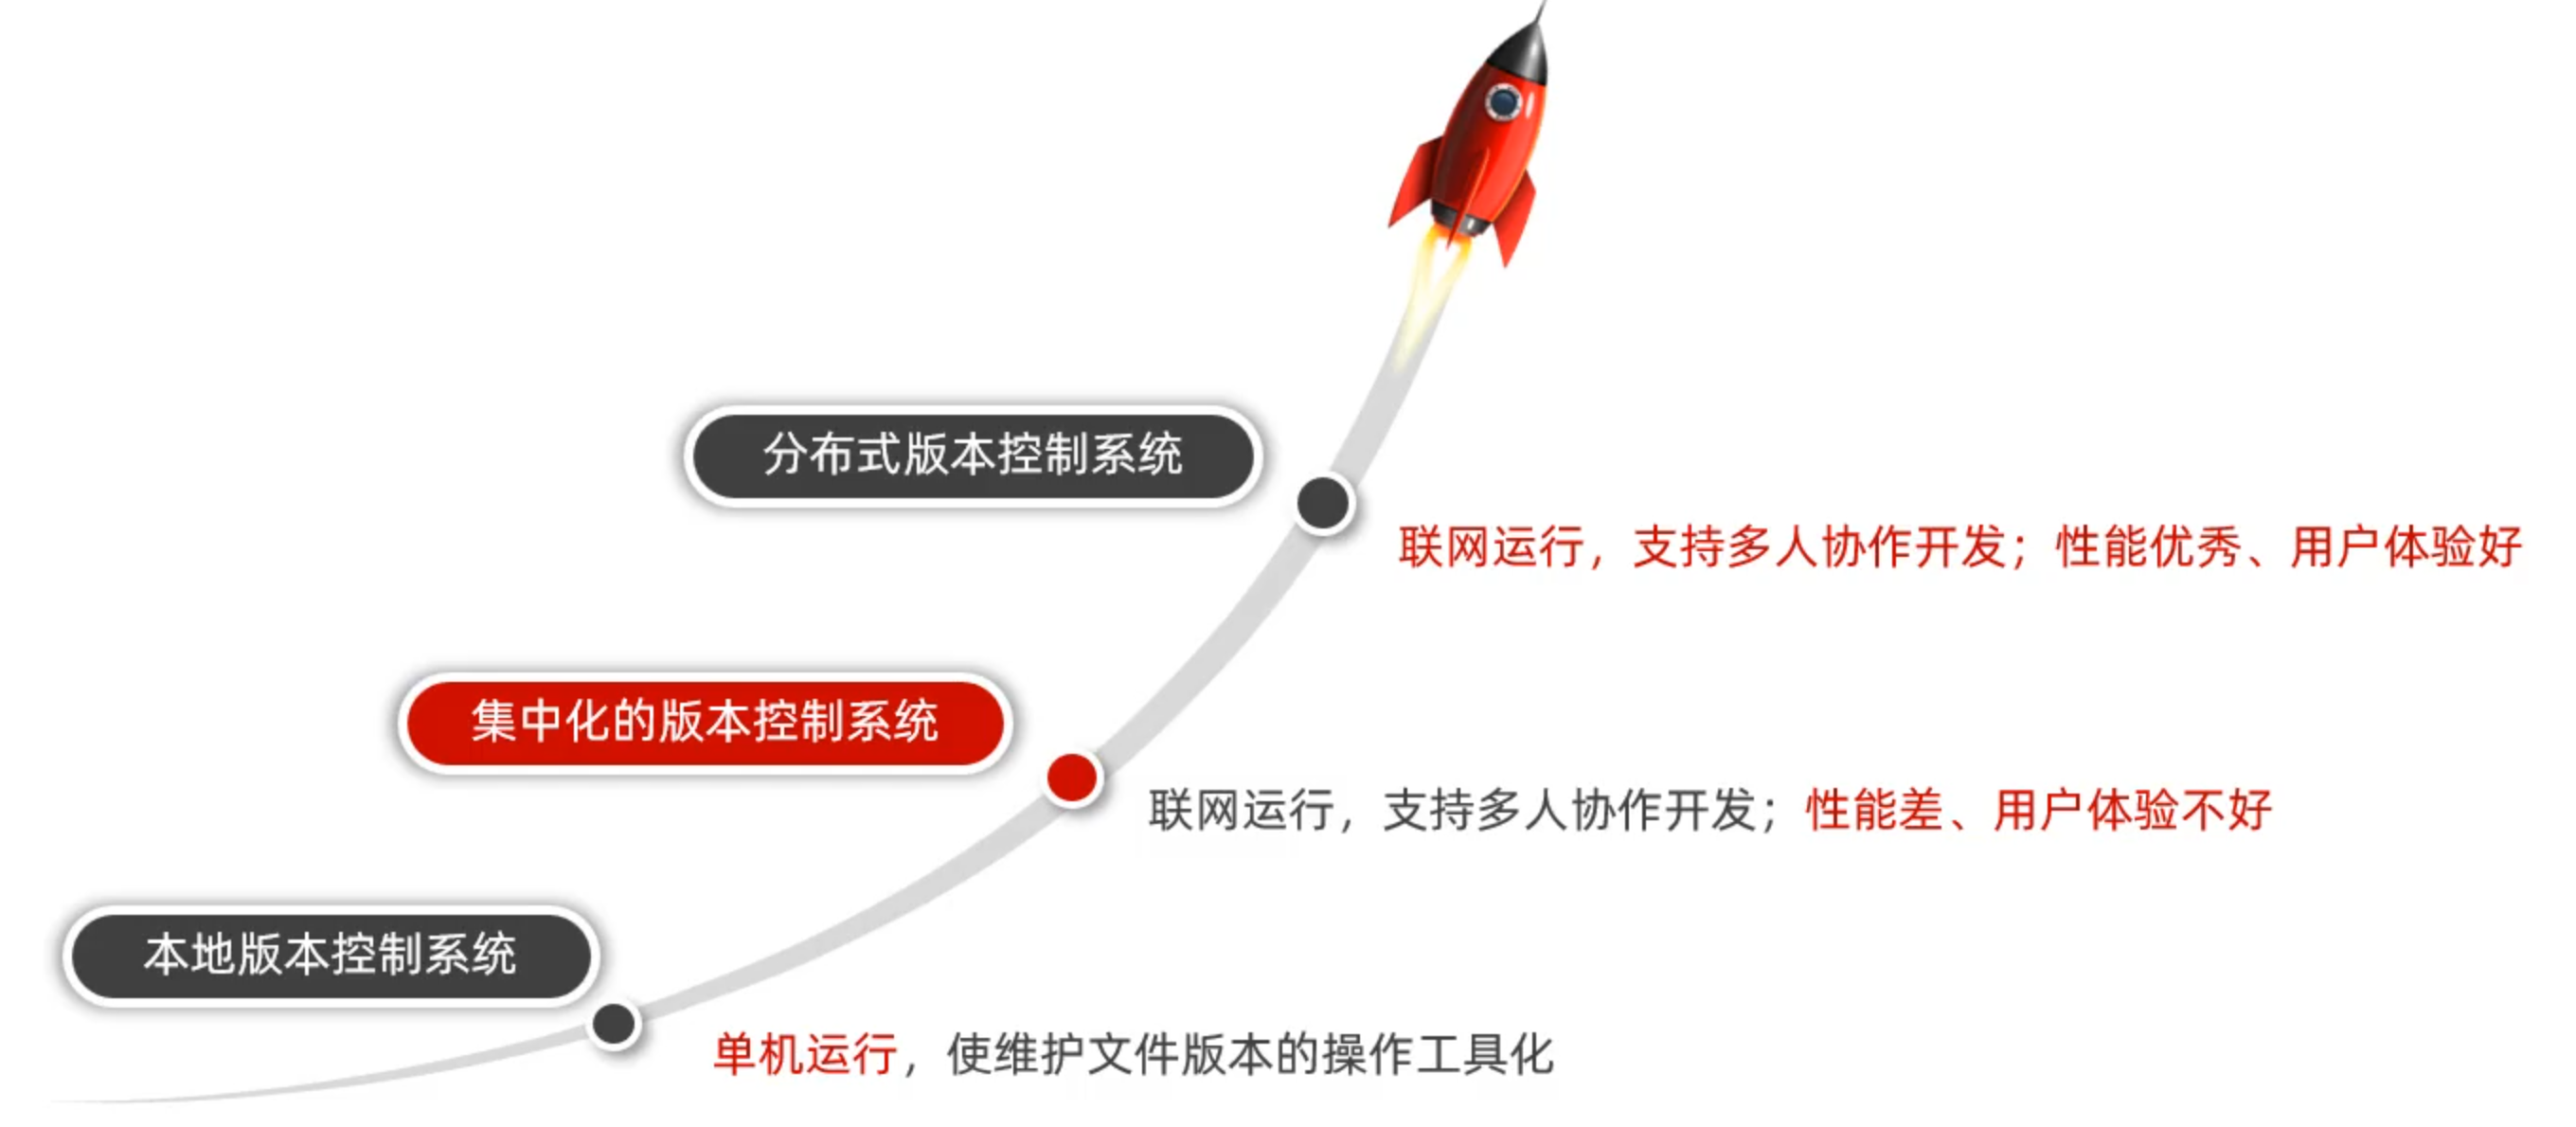 分布式版本控制系统
联网运行，支持多人协作开发；性能优秀、用户体验好
集中化的版本控制系统
联网运行，支持多人协作开发；性能差、用户体验不好
本地版本控制系统
单机运行，使维护文件版本的操作工具化